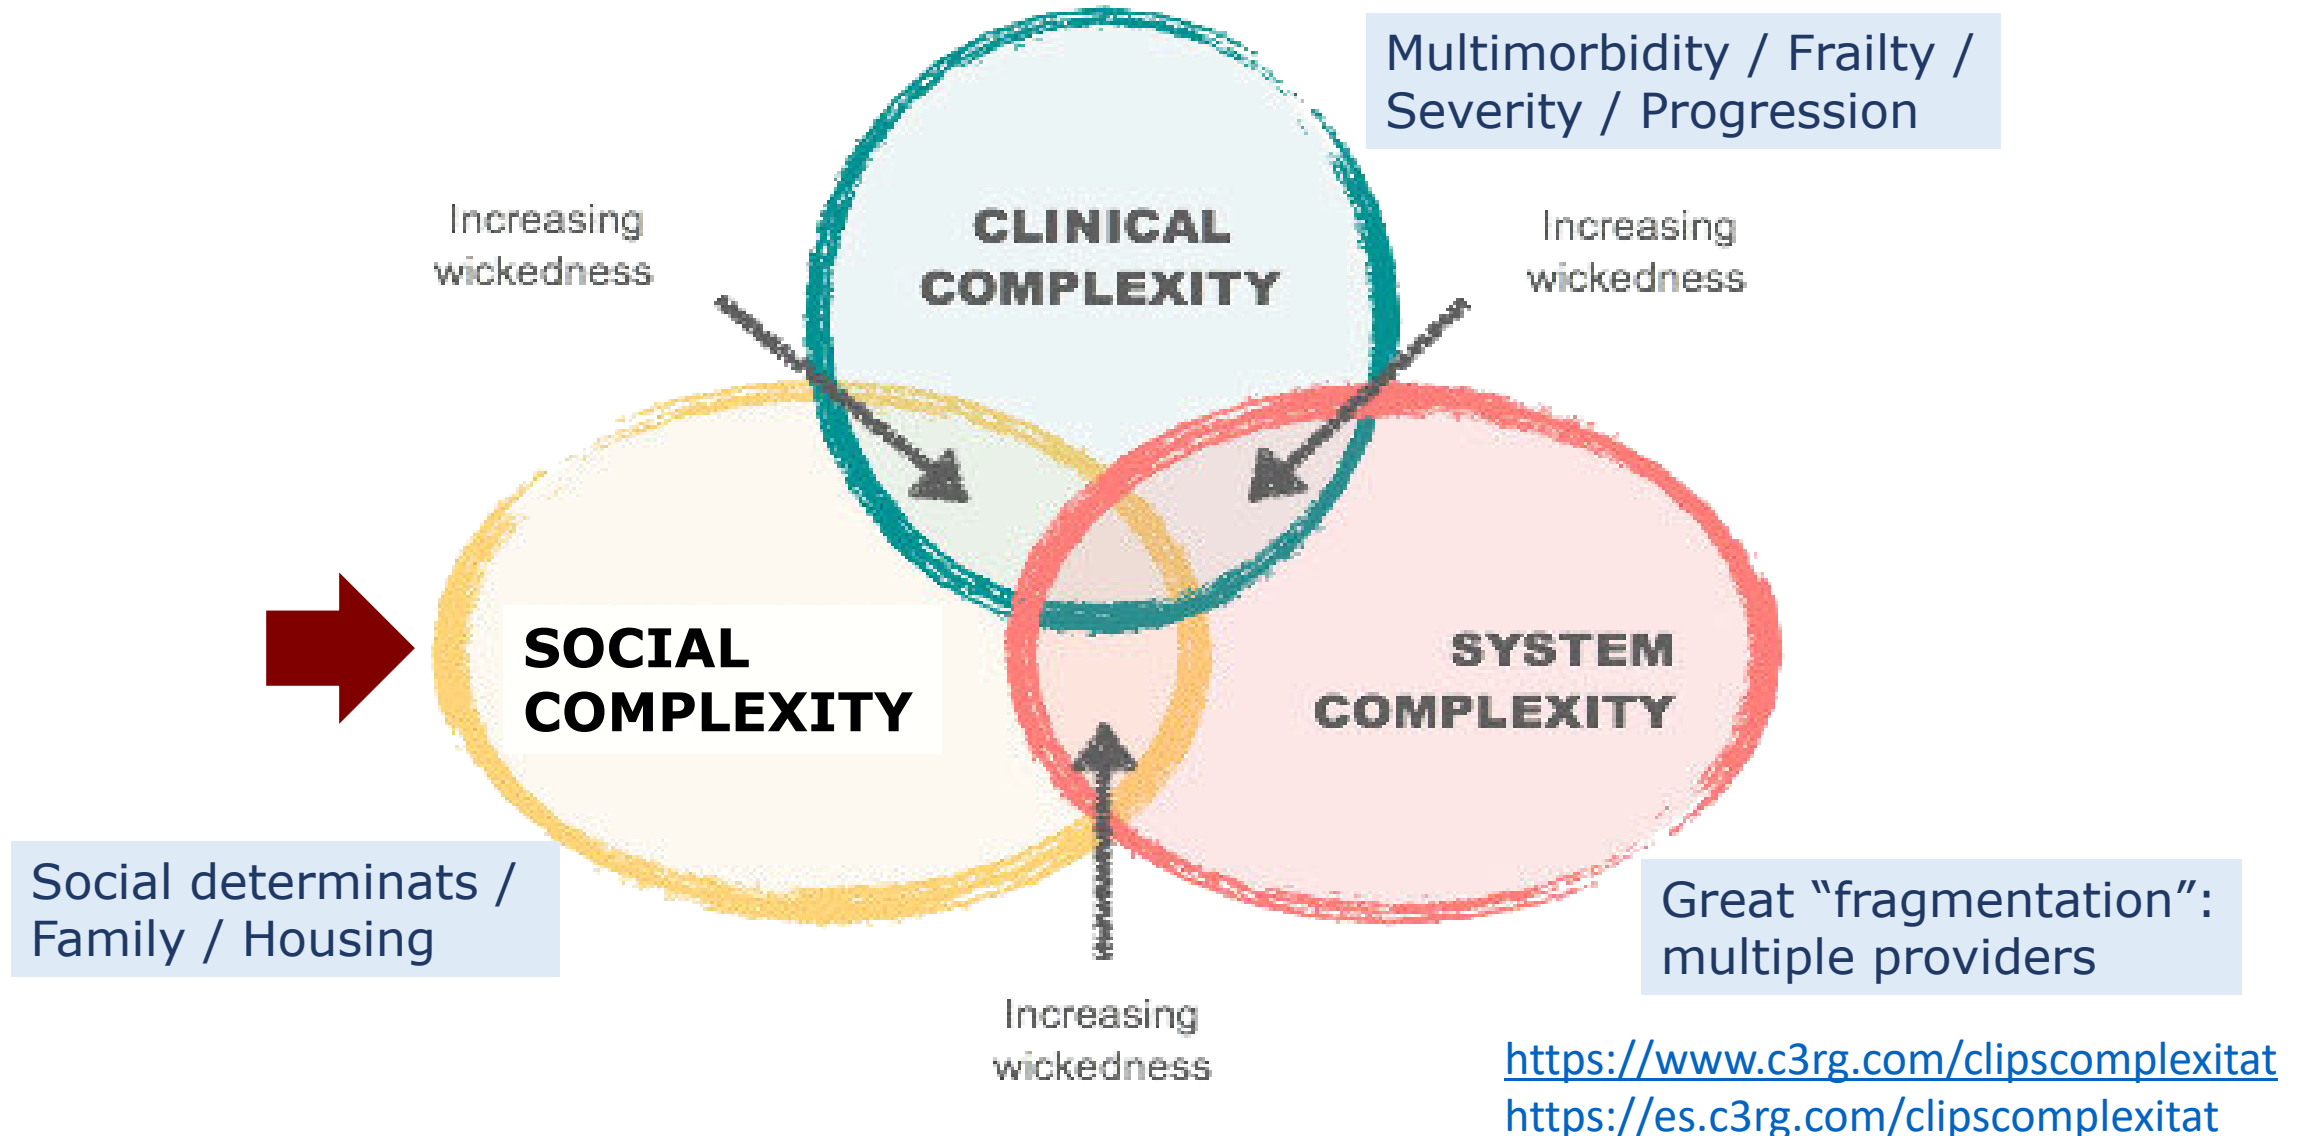 Multimorbidity / Frailty /
Severity / Progression
Increasing
wickedness
CLINICAL
COMPLEXITY
Increasing
wickedness
SOCIAL
COMPLEXITY
SYSTEM
COMPLEXITY
Social determinats /
Family / Housing
Great “fragmentation”:
multiple providers
Increasing
wickedness
https://www.c3rg.com/clipscomplexitat
https://es.c3rg.com/clipscomplexitat